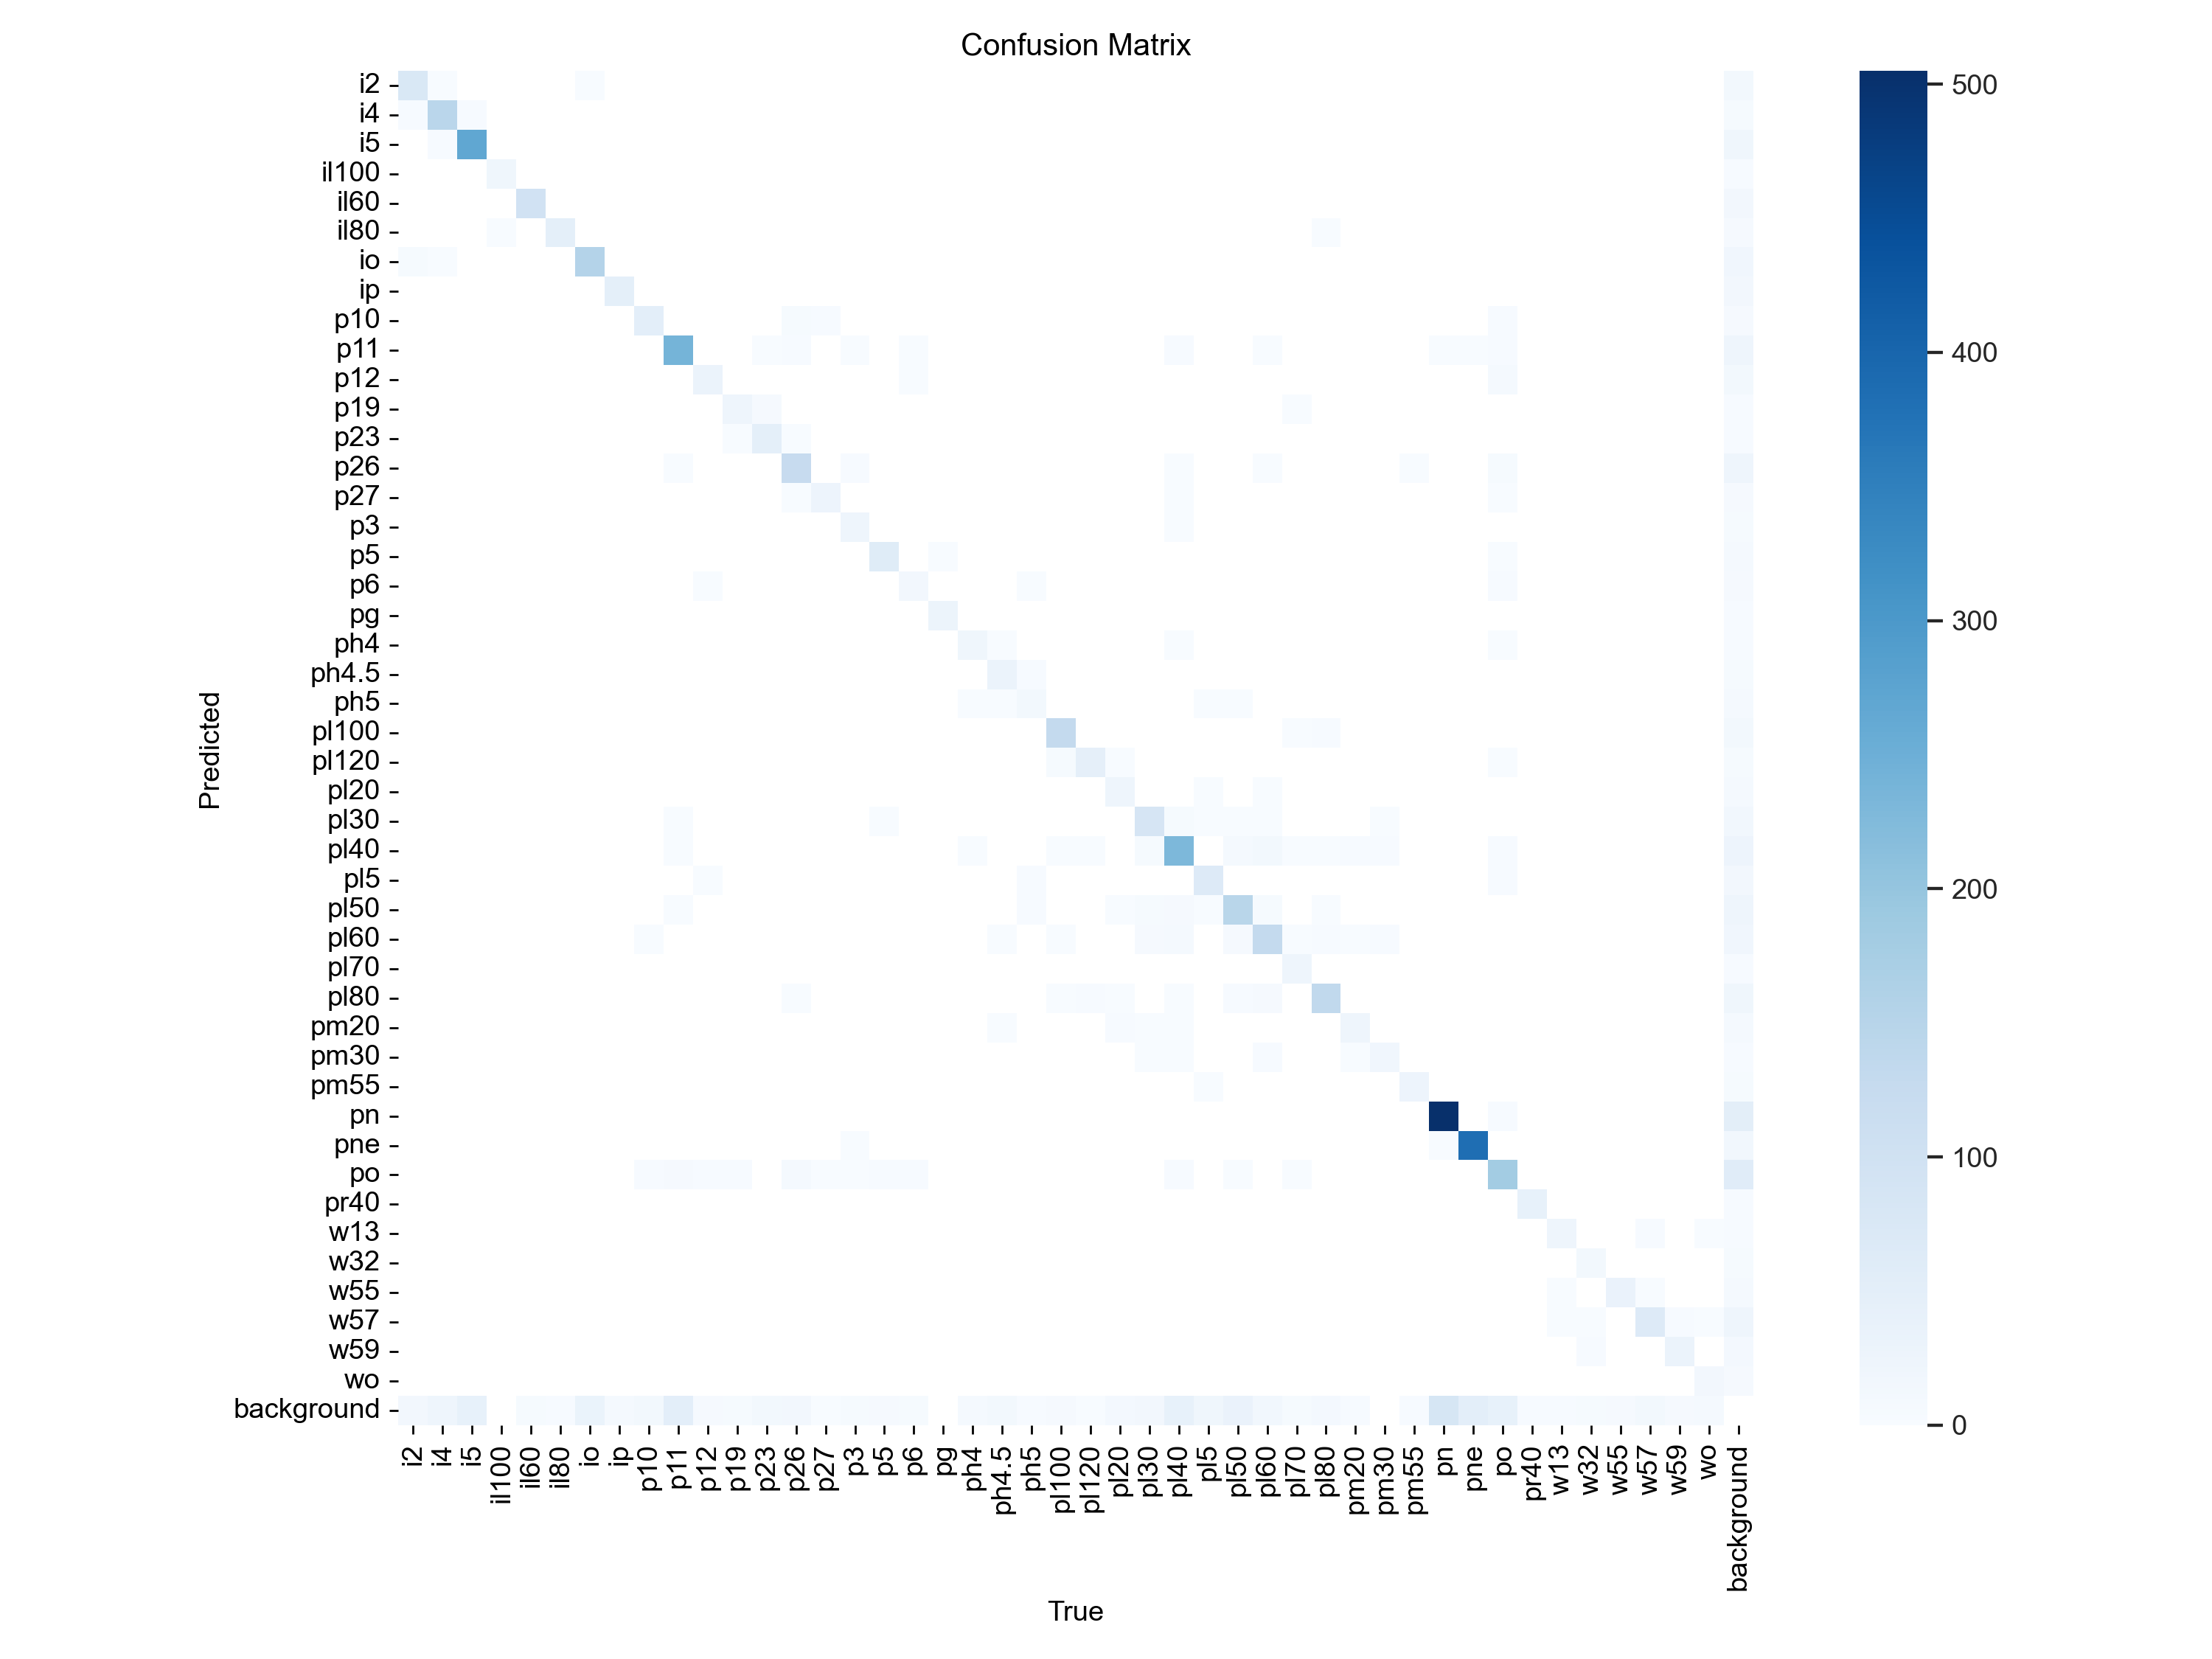 Confusion Matrix
i2
i4
i5
il100
il60
il80
io
ip
p10
p11
p12
p19
p23
p26
p27
p3
p5
p6
pg
ph4
ph4.5
ph5
pl100
pl120
pl20
pl30
pl40
pl5
pl50
pl60
pl70
pl80
pm20
pm30
pm55
pn
pne
po
pr40
w13
w32
w55
w57
w59
wo
background
Predicted
i2
i4
i5
il100
il60
il80
io
ip
p10
p11
p12
p19
p23
p26
p27
p3
p5
p6
pg
ph4
ph4.5
ph5
pl100
pl120
pl20
pl30
pl40
pl5
pl50
pl60
pl70
pl80
pm20
pm30
pm55
pn
pne
po
pr40
w13
w32
w55
w57
w59
wo
background
True
500
400
300
200
100
0